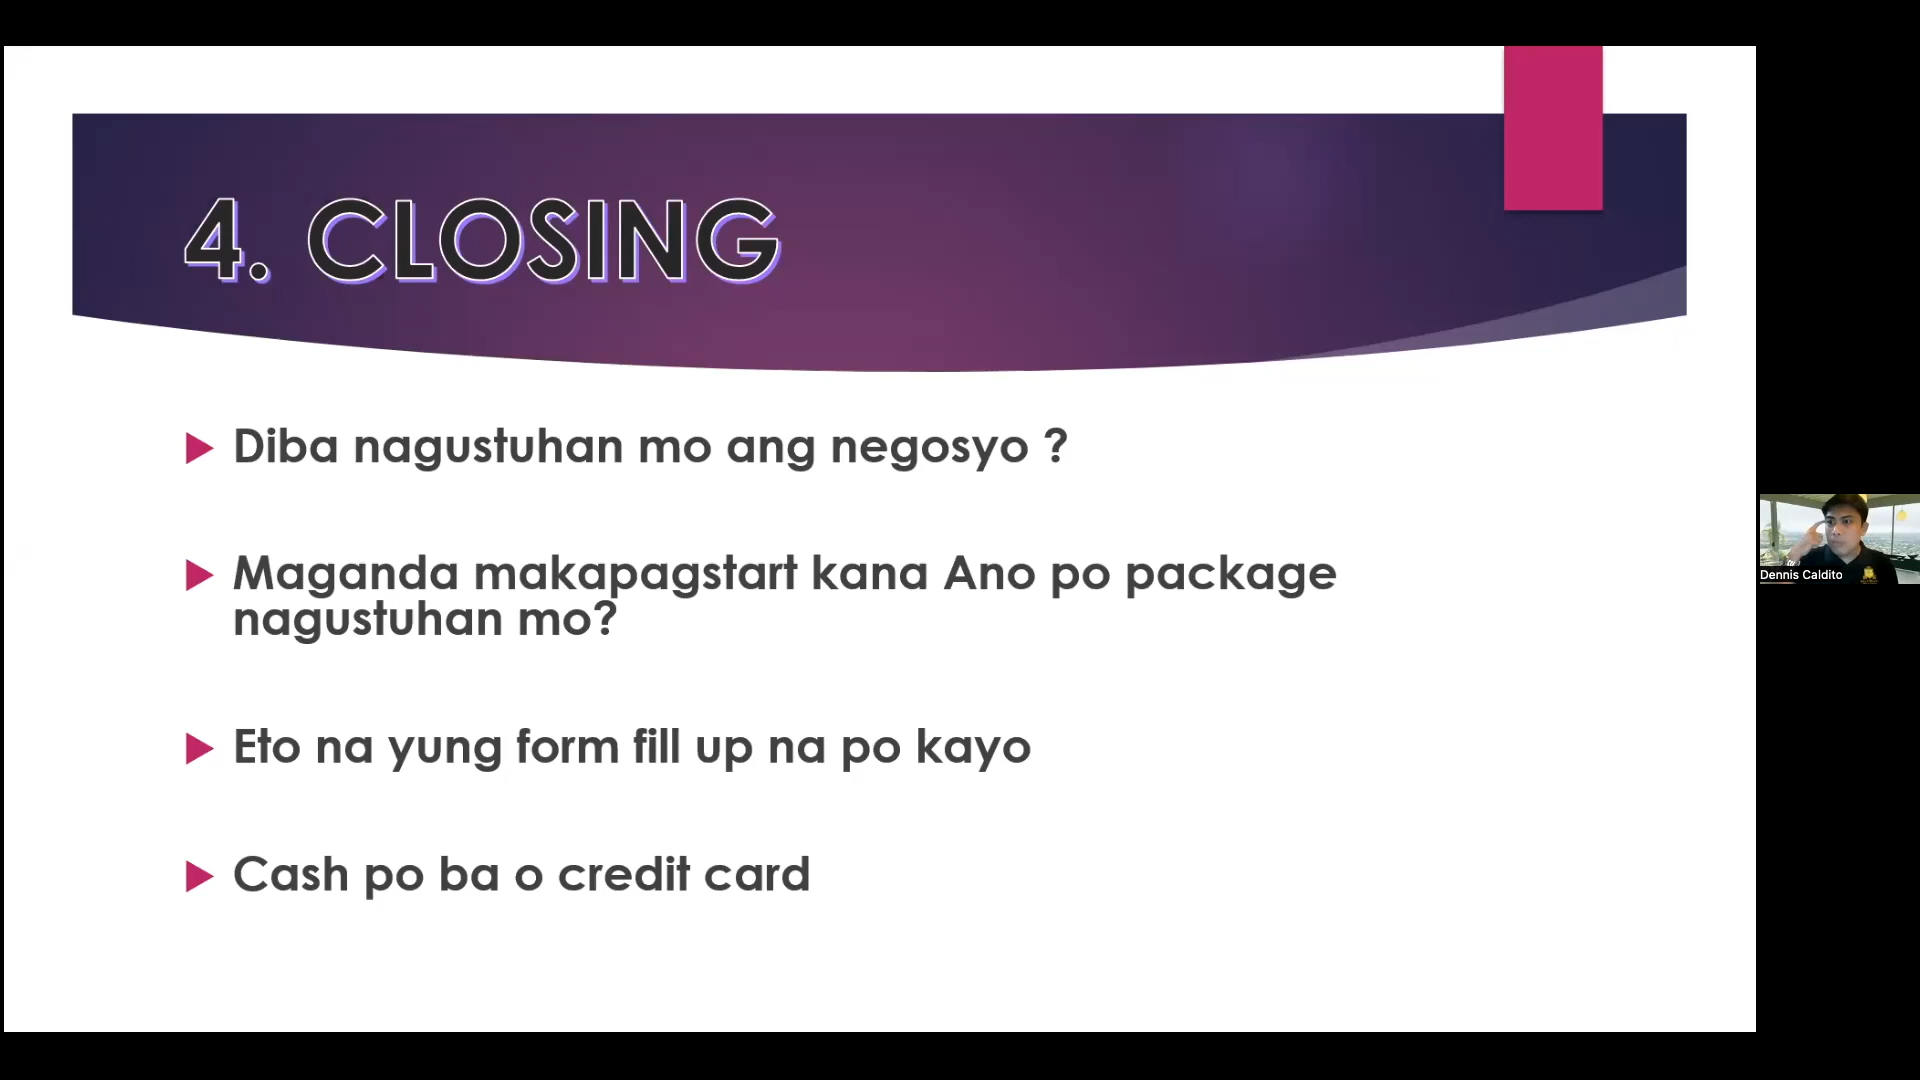 4. CLOSING
Diba nagustuhan mo ang negosyo ?
Maganda makapagstart kana Ano po package
nagustuhan mo?
Eto na yung form fill up na po kayo
Cash po ba o credit card
Dennis Caldito